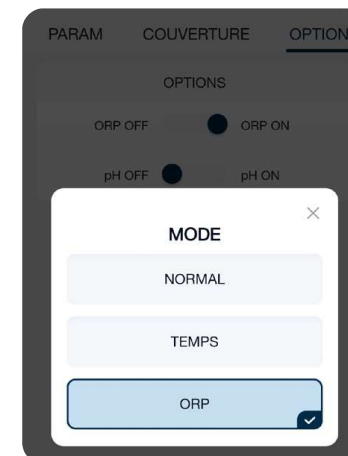 PARAM COUVERTURE OPTION
OPTIONS
ORP OFF ORP ON
pH OFF pH ON
MODE
NORMAL
TEMPS
ORP